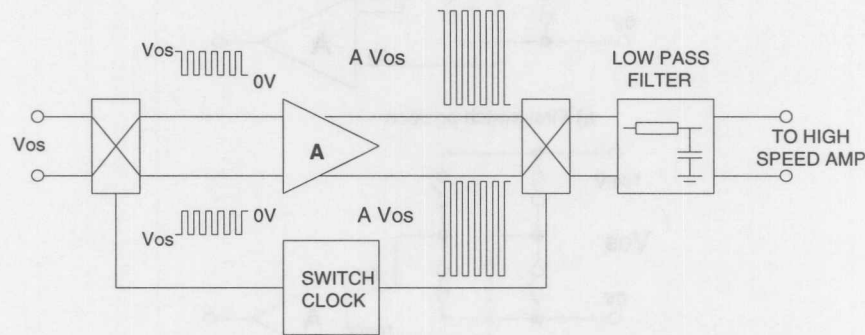 Vos
0V
A Vos
LOW PASS
FILTER
Vos
A
TO HIGH
SPEED AMP
0V
Vos
A Vos
SWITCH
CLOCK